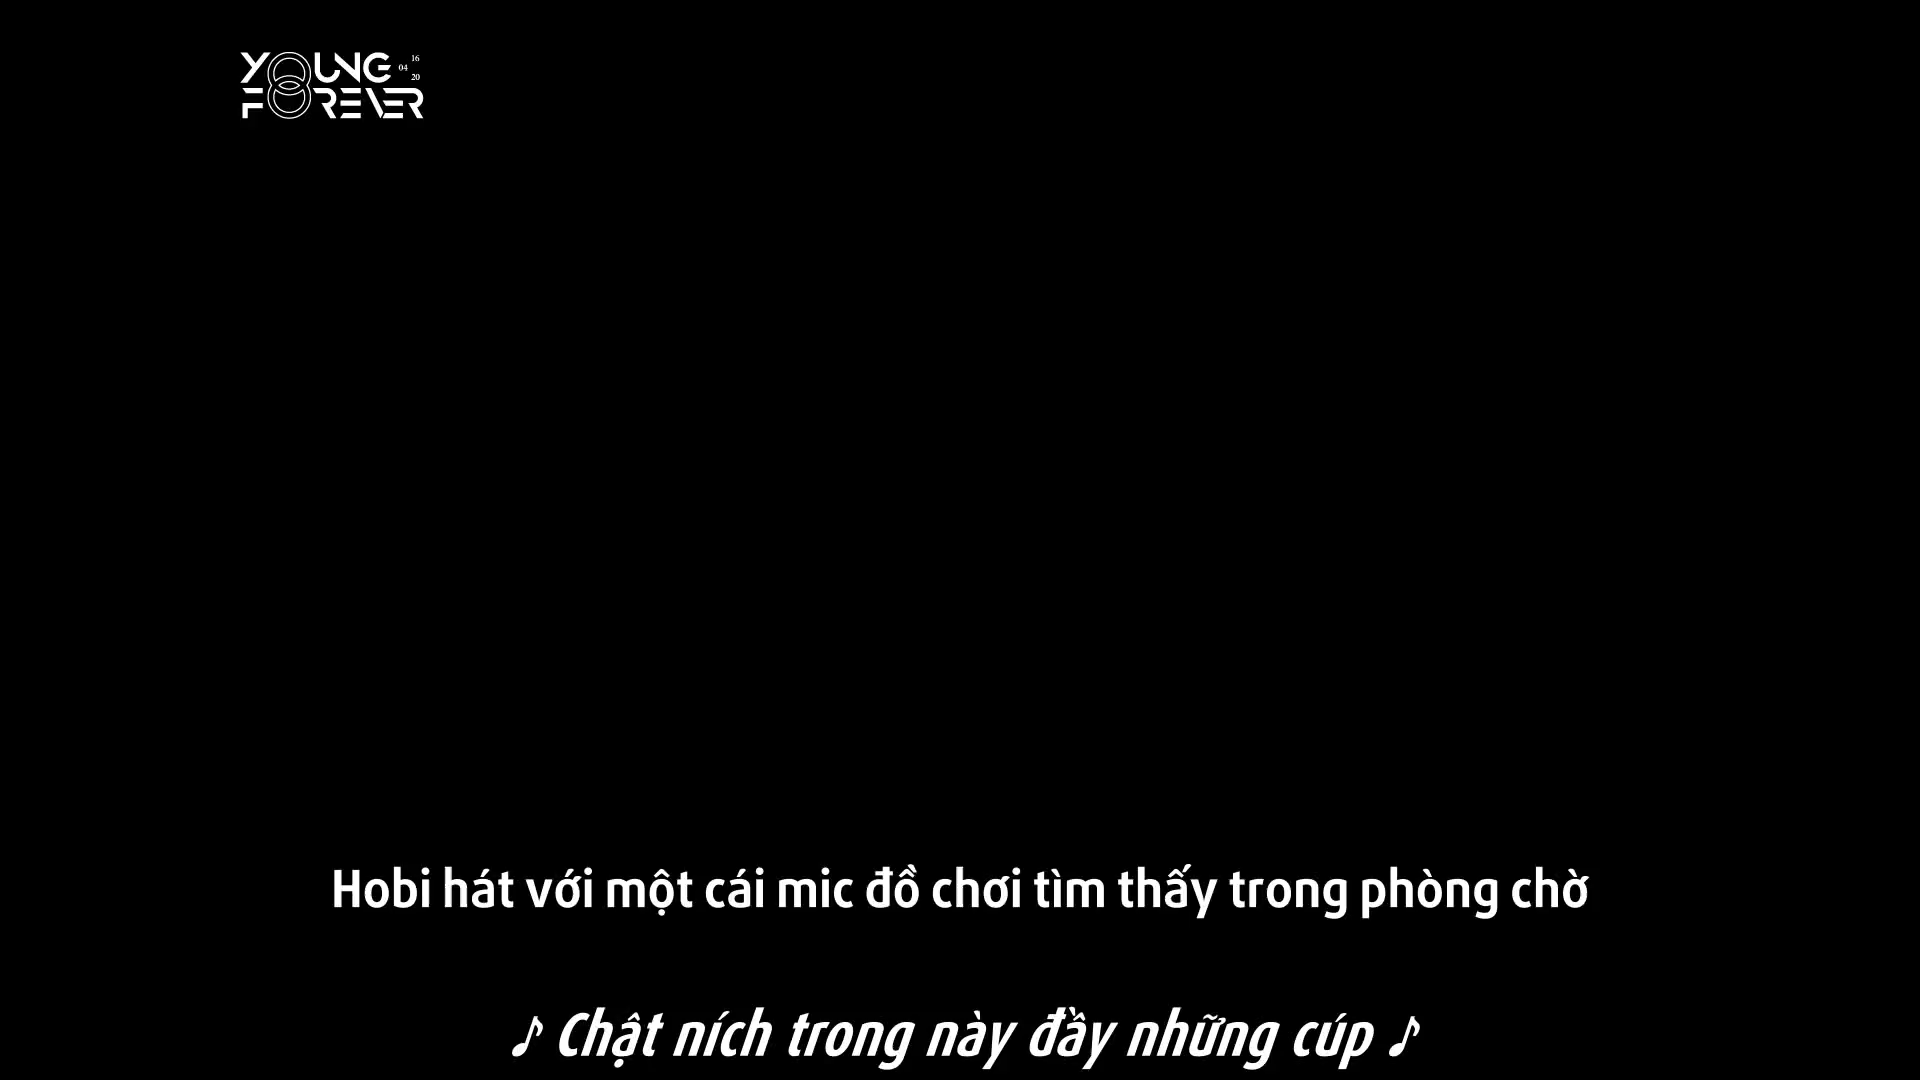 YOUNG
FOREVER
16
04
20
Hobi hát với một cái mic đồ chơi tìm thấy trong phòng chờ
♪ Chật ních trong này đầy những cúp ♪